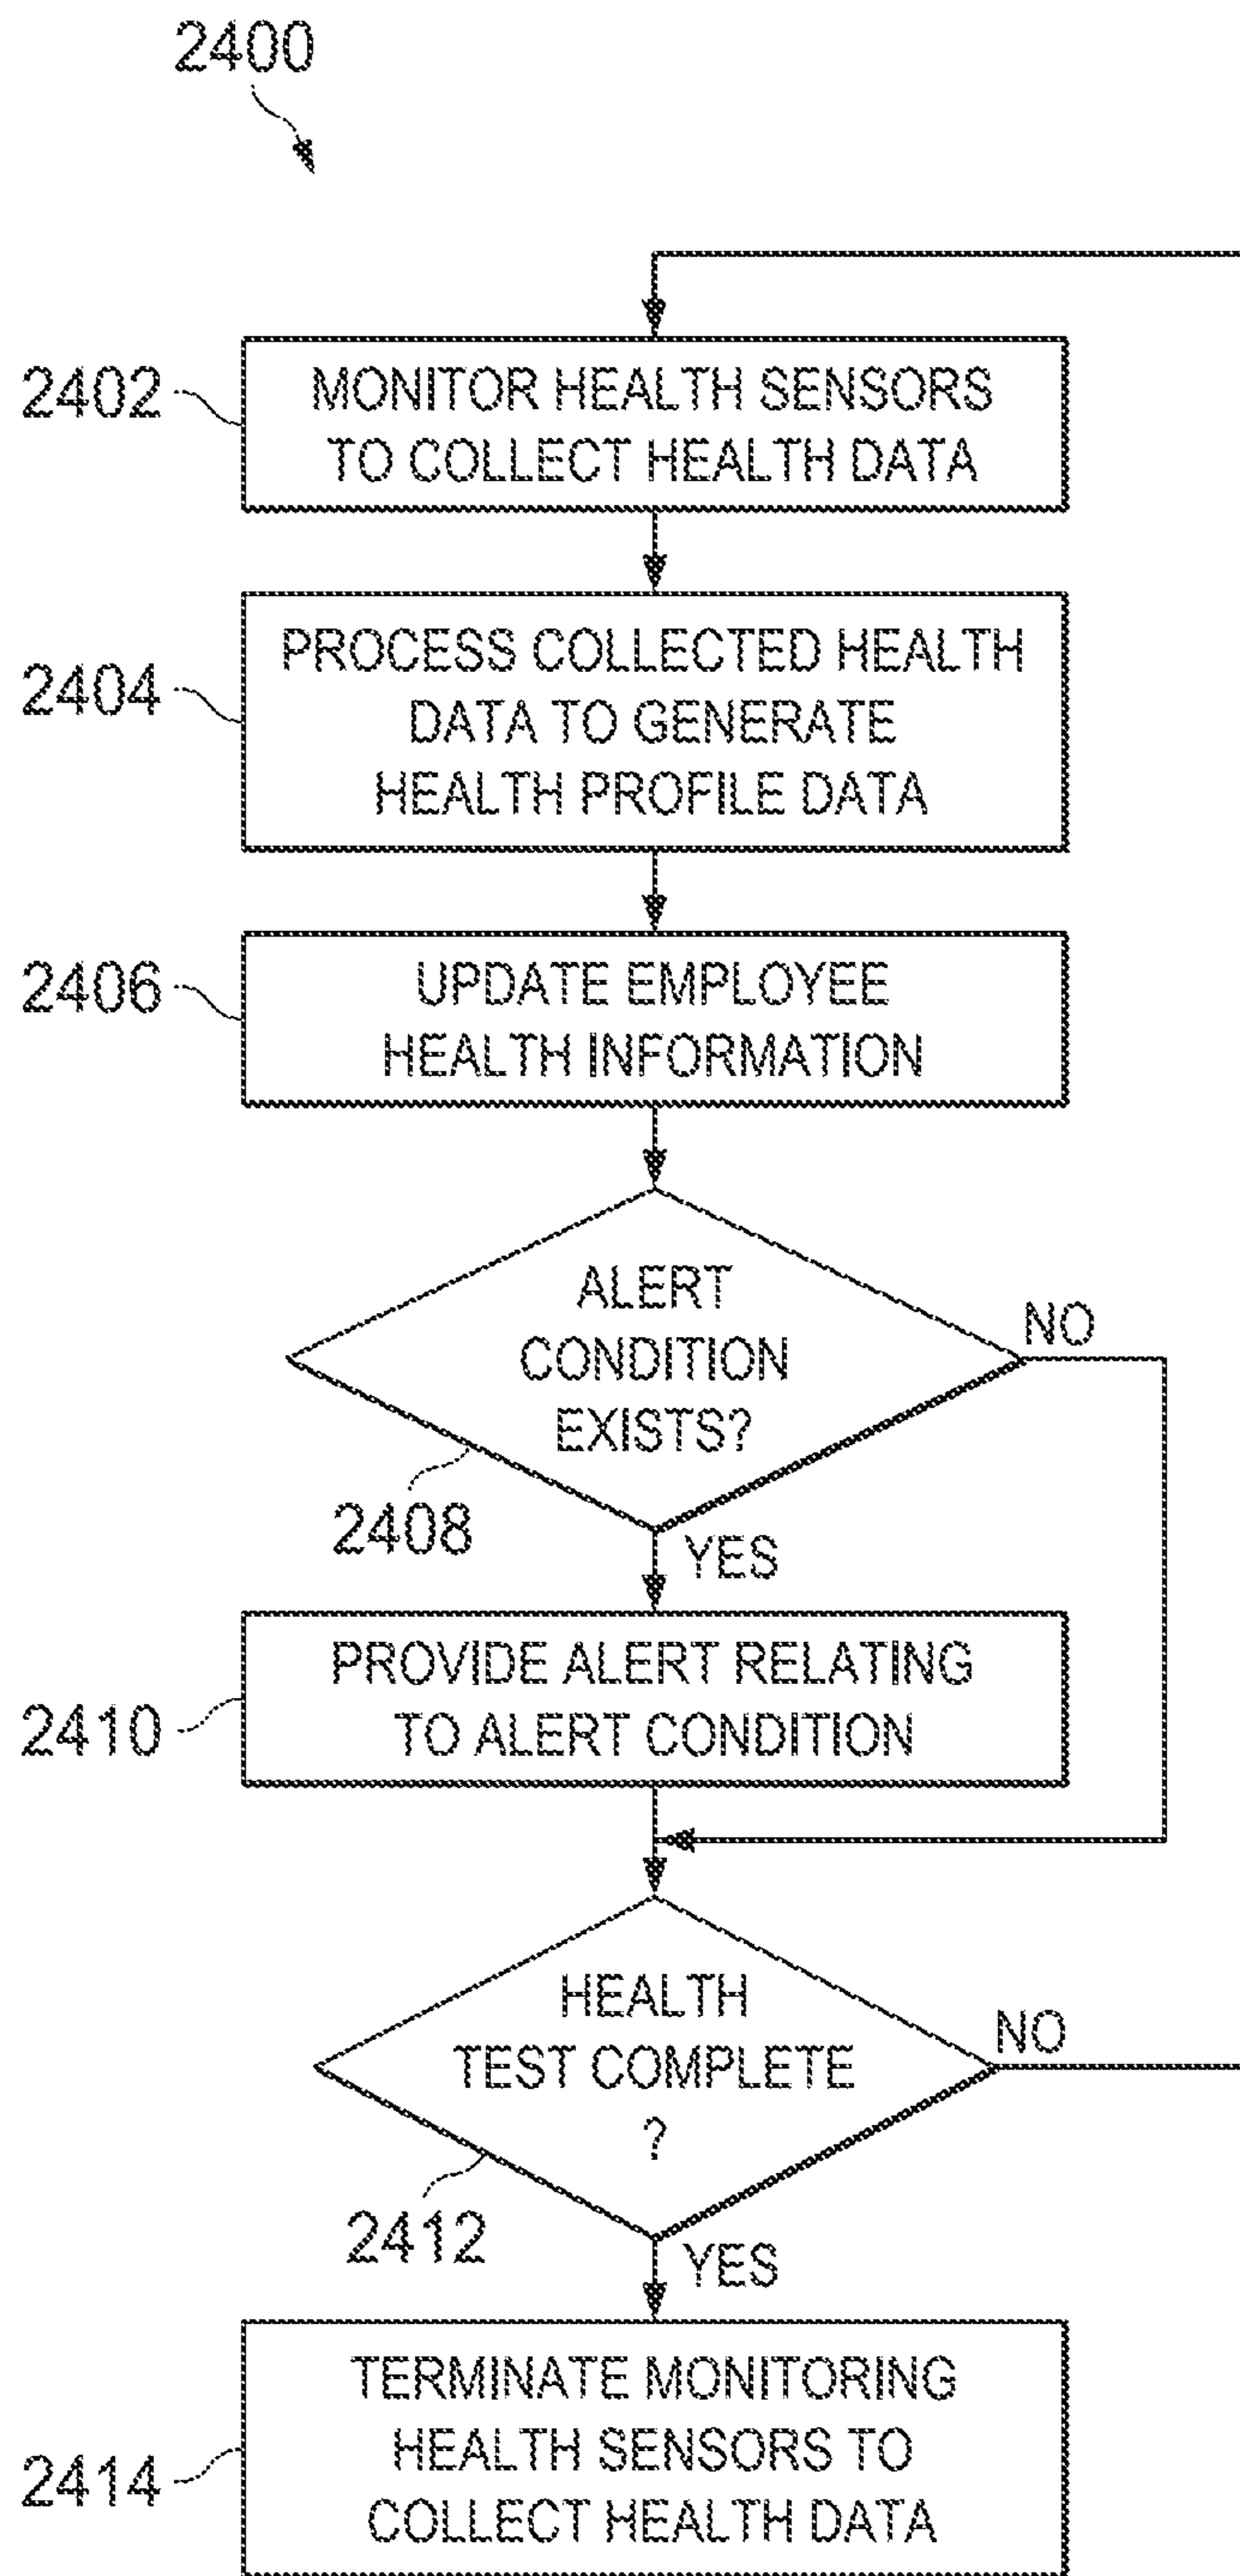 2400
2402
MONITOR HEALTH SENSORS
TO COLLECT HEALTH DATA
2404
PROCESS COLLECTED HEALTH
DATA TO GENERATE
HEALTH PROFILE DATA
2406
UPDATE EMPLOYEE
HEALTH INFORMATION
ALERT
CONDITION
EXISTS?
NO
2408
YES
2410
PROVIDE ALERT RELATING
TO ALERT CONDITION
HEALTH
TEST COMPLETE
?
NO
2412
YES
2414
TERMINATE MONITORING
HEALTH SENSORS TO
COLLECT HEALTH DATA